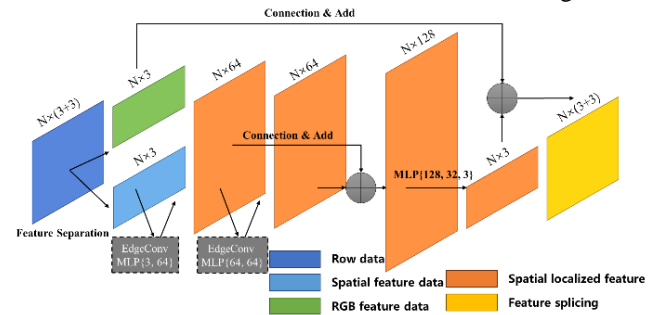 Connection & Add
N×(3+3)
N×3
N×64
N×64
N×128
N×3
Connection & Add
MLP{128, 32, 3}
N×3
N×(3+3)
Feature Separation
EdgeConv
MLP{3, 64}
EdgeConv
MLP{64, 64}
Row data
Spatial feature data
RGB feature data
Spatial localized feature
Feature splicing